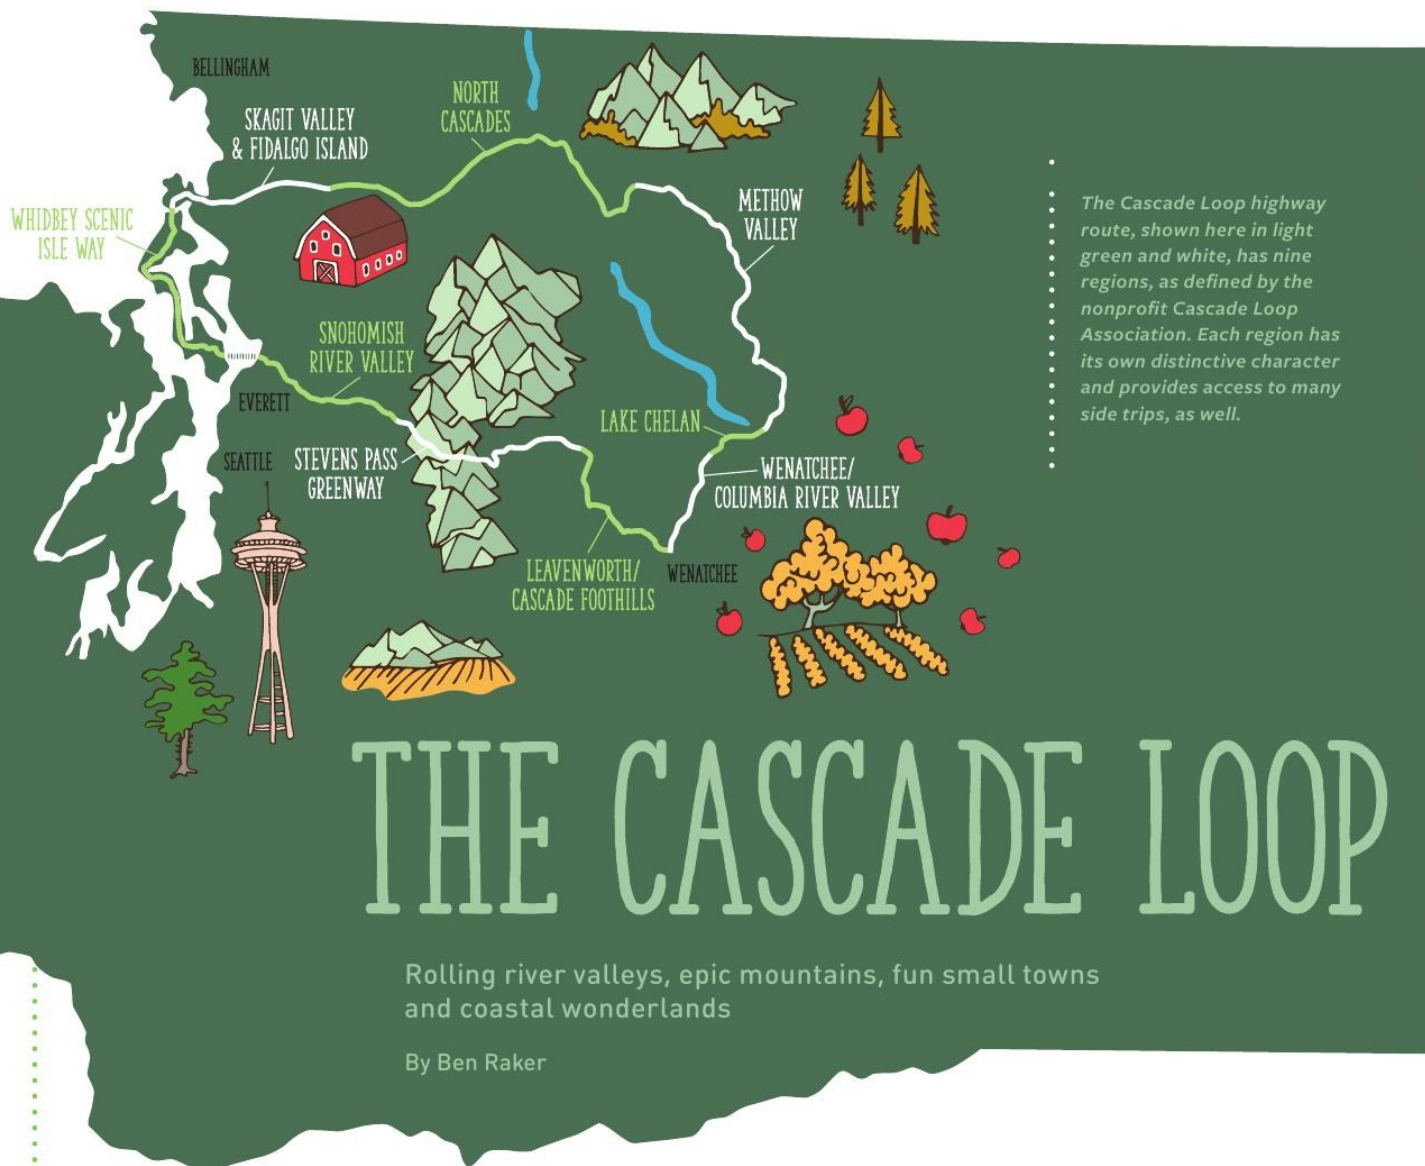 BELLINGHAM
SKAGIT VALLEY
& FIDALGO ISLAND
NORTH
CASCADES
METHOW
VALLEY
WHIDBEY SCENIC
ISLE WAY
SNOHOMISH
RIVER VALLEY
EVERETT
SEATTLE
STEVENS PASS
GREENWAY
LAKE CHELAN
WENATCHEE/
COLUMBIA RIVER VALLEY
LEAVENWORTH/
CASCADE FOOTHILLS
WENATCHEE
The Cascade Loop highway
route, shown here in light
green and white, has nine
regions, as defined by the
nonprofit Cascade Loop
Association. Each region has
its own distinctive character
and provides access to many
side trips, as well.
THE CASCADE LOOP
Rolling river valleys, epic mountains, fun small towns
and coastal wonderlands
By Ben Raker